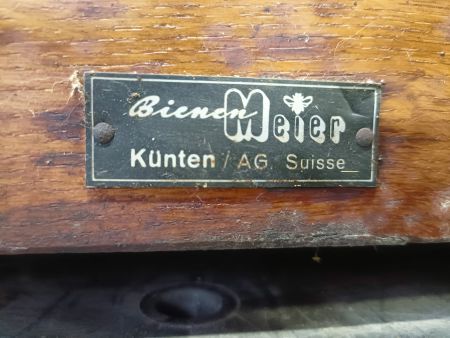 Bienen Meier
Künten / AG Suisse